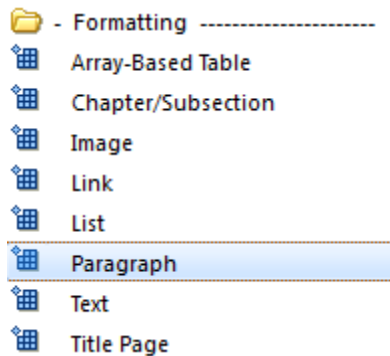 - Formatting ----------------------
Array-Based Table
Chapter/Subsection
Image
Link
List
Paragraph
Text
Title Page